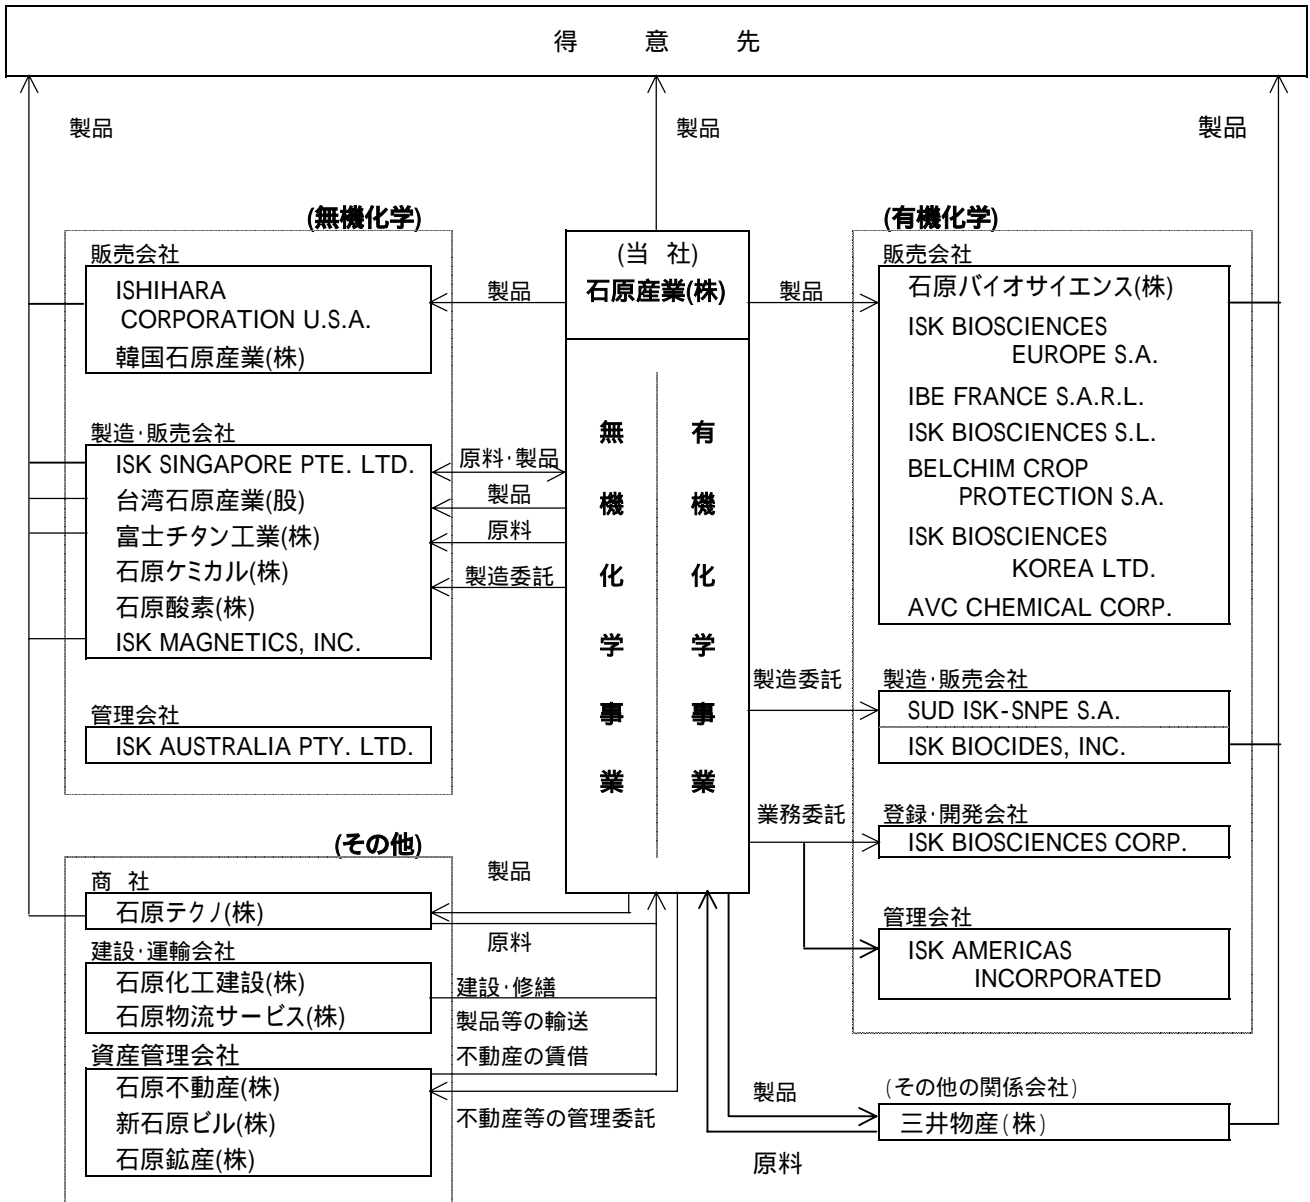 得 意 先
製品
製品
製品
(無機化学)
販売会社
ISHIHARA
CORPORATION U.S.A.
韓国石原産業(株)
製造・販売会社
ISK SINGAPORE PTE. LTD.
台湾石原産業(股)
富士チタン工業(株)
石原ケミカル(株)
石原酸素(株)
ISK MAGNETICS, INC.
管理会社
ISK AUSTRALIA PTY. LTD.
(その他)
商 社
石原テクノ(株)
建設・運輸会社
石原化工建設(株)
石原物流サービス(株)
資産管理会社
石原不動産(株)
新石原ビル(株)
石原鉱産(株)
製品
原料・製品
製品
原料
製造委託
製品
原料
建設・修繕
製品等の輸送
不動産の賃借
不動産等の管理委託
(当 社)
石原産業(株)
無機化学事業
有機化学事業
製品
製造委託
業務委託
製品
原料
(有機化学)
販売会社
石原バイオサイエンス(株)
ISK BIOSCIENCES
EUROPE S.A.
IBE FRANCE S.A.R.L.
ISK BIOSCIENCES S.L.
BELCHIM CROP
PROTECTION S.A.
ISK BIOSCIENCES
KOREA LTD.
AVC CHEMICAL CORP.
製造・販売会社
SUD ISK-SNPE S.A.
ISK BIOCIDES, INC.
登録・開発会社
ISK BIOSCIENCES CORP.
管理会社
ISK AMERICAS
INCORPORATED
(その他の関係会社)
三井物産(株)